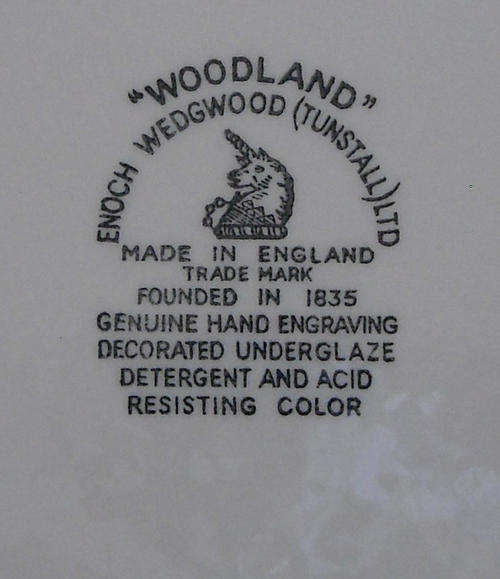 "WOODLAND"
ENOCH WEDGWOOD (TUNSTALL) LTD
MADE IN ENGLAND
TRADE MARK
FOUNDED IN 1835
GENUINE HAND ENGRAVING
DECORATED UNDERGLAZE
DETERGENT AND ACID
RESISTING COLOR